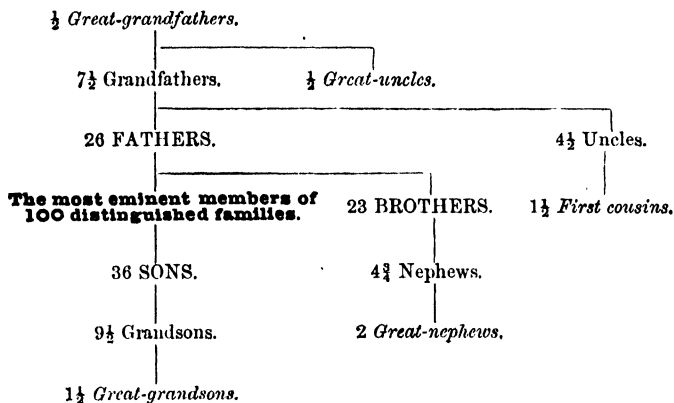 ½ Great-grandfathers.
7½ Grandfathers. ½ Great-uncles.
26 FATHERS. 4½ Uncles.
The most eminent members of
100 distinguished families. 23 BROTHERS. 1½ First cousins.
36 SONS. 4¾ Nephews.
9½ Grandsons. 2 Great-nephews.
1½ Great-grandsons.